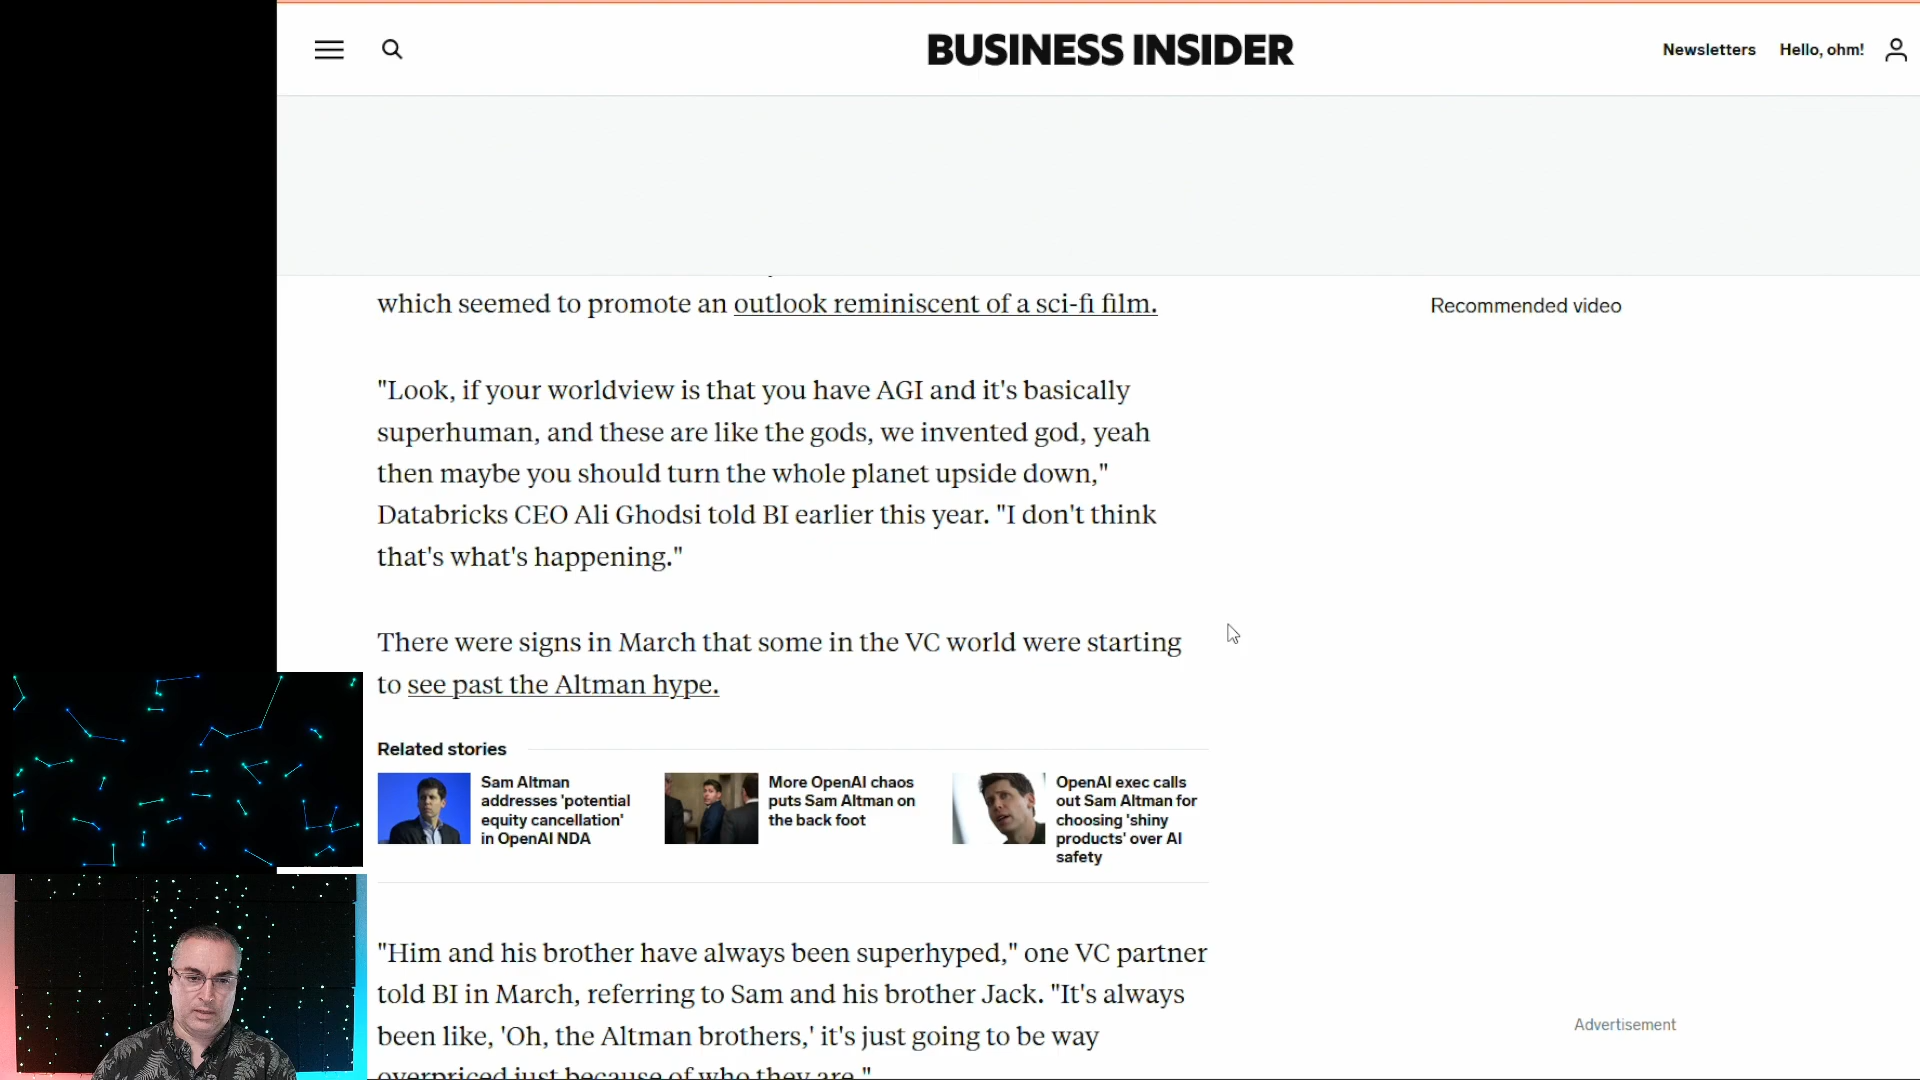 BUSINESS INSIDER
Newsletters
Hello, ohm!
which seemed to promote an outlook reminiscent of a sci-fi film.
Recommended video
"Look, if your worldview is that you have AGI and it's basically
superhuman, and these are like the gods, we invented god, yeah
then maybe you should turn the whole planet upside down,"
Databricks CEO Ali Ghodsi told BI earlier this year. "I don't think
that's what's happening."
There were signs in March that some in the VC world were starting
to see past the Altman hype.
Related stories
Sam Altman
addresses 'potential
equity cancellation'
in OpenAI NDA
More OpenAI chaos
puts Sam Altman on
the back foot
OpenAI exec calls
out Sam Altman for
choosing 'shiny
products' over AI
safety
"Him and his brother have always been superhyped," one VC partner
told BI in March, referring to Sam and his brother Jack. "It's always
been like, 'Oh, the Altman brothers,' it's just going to be way
overpriced just because of who they are."
Advertisement